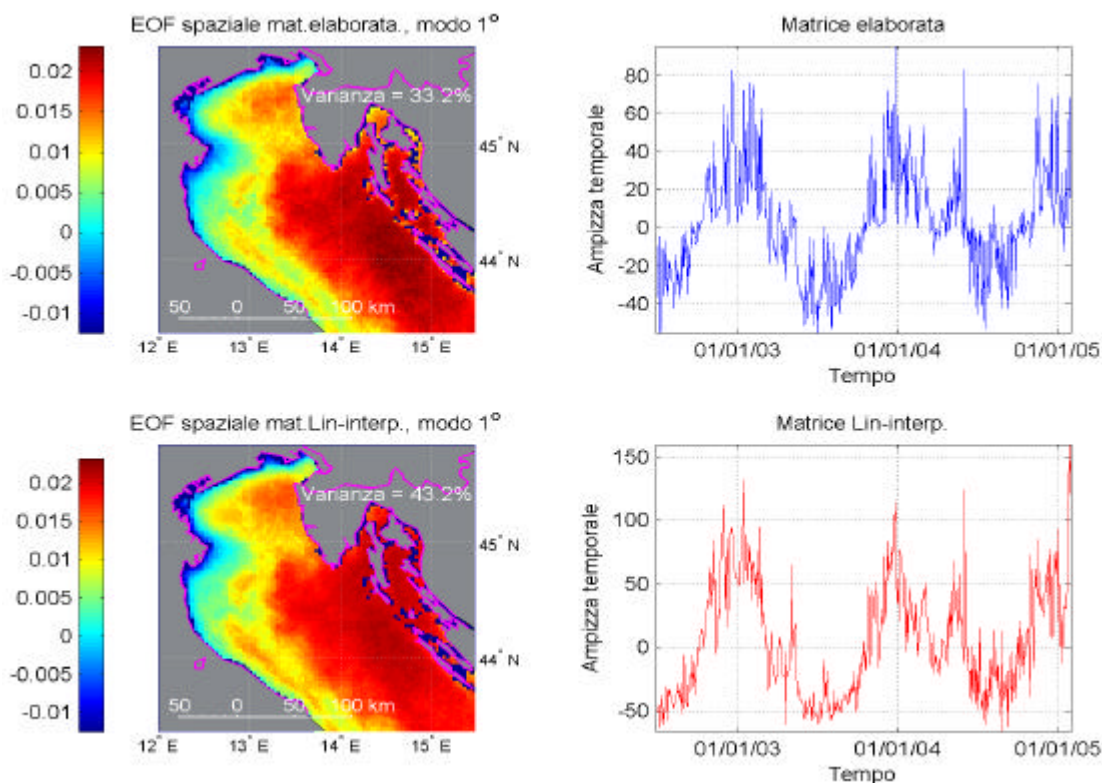 EOF spaziale mat.elaborata., modo 1°
0.02
0.015
0.01
0.005
0
-0.005
-0.01
Varianza = 33.2%
45° N
44° N
50 0 50 100 km
12° E 13° E 14° E 15° E
Matrice elaborata
Ampizza temporale
80
60
40
20
0
-20
-40
01/01/03 01/01/04 01/01/05
Tempo
EOF spaziale mat.Lin-interp., modo 1°
0.02
0.015
0.01
0.005
0
-0.005
-0.01
Varianza = 43.2%
45° N
44° N
50 0 50 100 km
12° E 13° E 14° E 15° E
Matrice Lin-interp.
Ampizza temporale
150
100
50
0
-50
01/01/03 01/01/04 01/01/05
Tempo